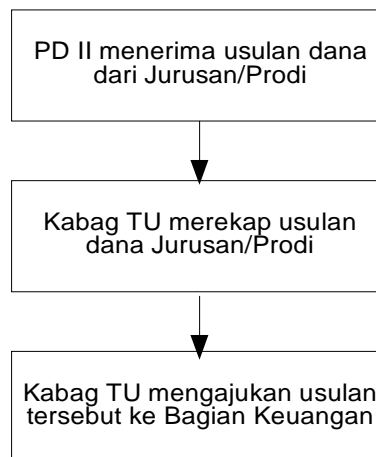 PD II menerima usulan dana
dari Jurusan/Prodi
Kabag TU merekap usulan
dana Jurusan/Prodi
Kabag TU mengajukan usulan
tersebut ke Bagian Keuangan